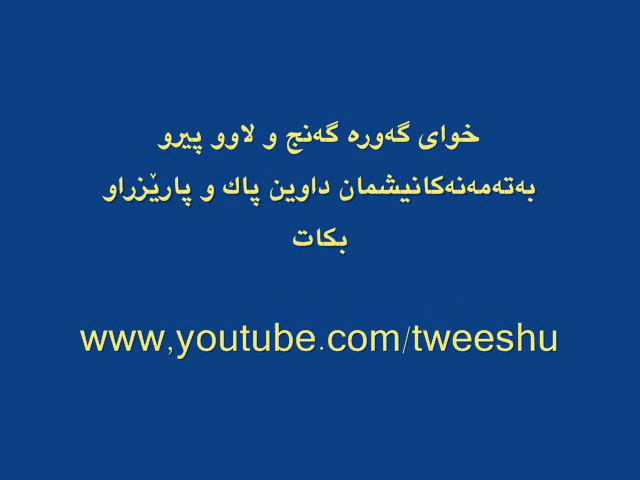 خوای گەورە گەنج و لاوو پیرو
بەتەمەنەکانیشمان داوین پاك و پارێزراو
بکات
www,youtube.com/tweeshu